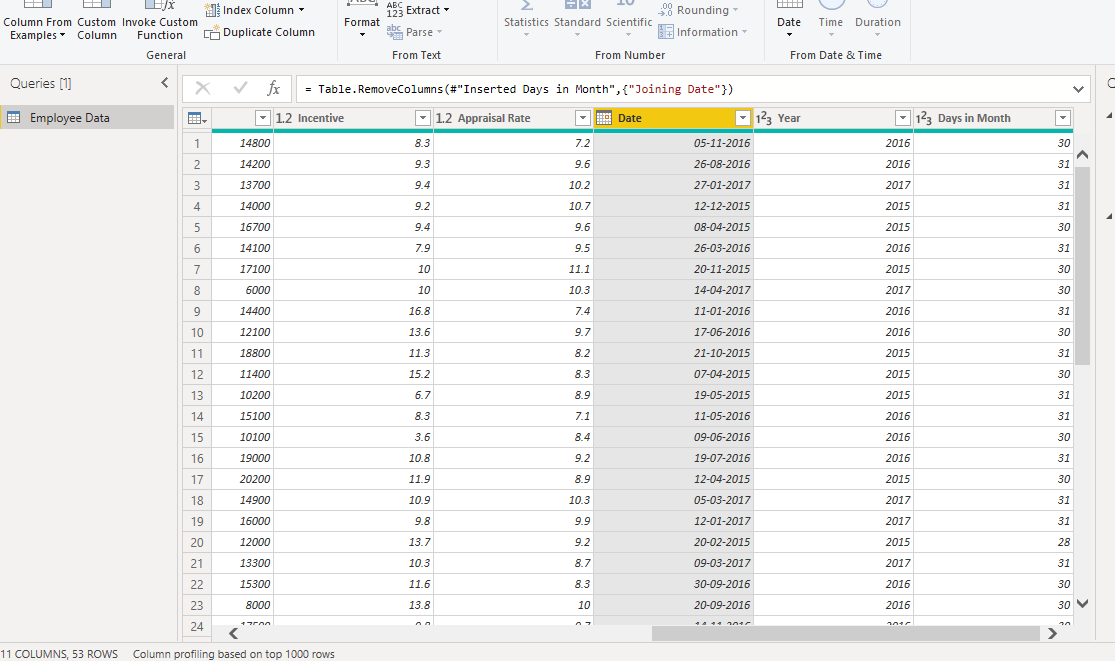 Column From Examples
Custom Column
Invoke Custom Function
Index Column
Duplicate Column
General
Format
ABC 123 Extract
abc Parse
From Text
Statistics
Standard
Scientific
10
.00 Rounding
Information
From Number
Date
Time
Duration
From Date & Time
Queries [1]
Employee Data
fx = Table.RemoveColumns(#"Inserted Days in Month",{"Joining Date"})
1.2 Incentive 1.2 Appraisal Rate Date 1²3 Year 1²3 Days in Month
1 14800 8.3 7.2 05-11-2016 2016 30
2 14200 9.3 9.6 26-08-2016 2016 31
3 13700 9.4 10.2 27-01-2017 2017 31
4 14000 9.2 10.7 12-12-2015 2015 31
5 16700 9.4 9.6 08-04-2015 2015 30
6 14100 7.9 9.5 26-03-2016 2016 31
7 17100 10 11.1 20-11-2015 2015 30
8 6000 10 10.3 14-04-2017 2017 30
9 14400 16.8 7.4 11-01-2016 2016 31
10 12100 13.6 9.7 17-06-2016 2016 30
11 18800 11.3 8.2 21-10-2015 2015 31
12 11400 15.2 8.3 07-04-2015 2015 30
13 10200 6.7 8.9 19-05-2015 2015 31
14 15100 8.3 7.1 11-05-2016 2016 31
15 10100 3.6 8.4 09-06-2016 2016 30
16 19000 10.8 9.2 19-07-2016 2016 31
17 20200 11.9 8.9 12-04-2015 2015 30
18 14900 10.9 10.3 05-03-2017 2017 31
19 16000 9.8 9.9 12-01-2017 2017 31
20 12000 13.7 9.2 20-02-2015 2015 28
21 13300 10.3 8.7 09-03-2017 2017 31
22 15300 11.6 8.3 30-09-2016 2016 30
23 8000 13.8 10 20-09-2016 2016 30
24
11 COLUMNS, 53 ROWS Column profiling based on top 1000 rows